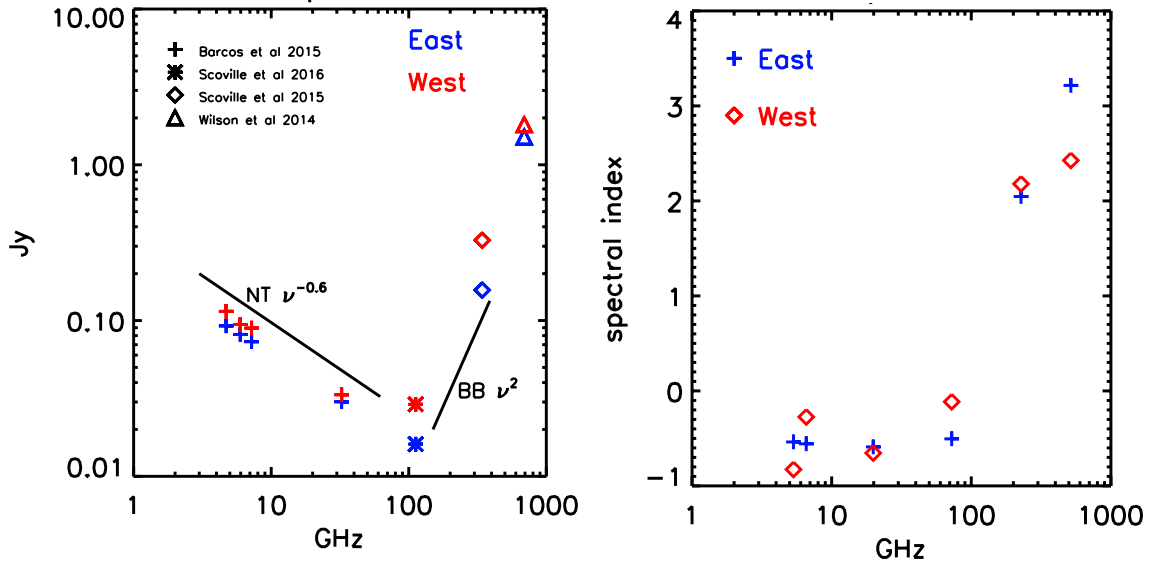 10.00
1.00
0.10
0.01
Jy
Barcos et al 2015
Scoville et al 2016
Scoville et al 2015
Wilson et al 2014
East
West
NT ν−0.6
BB ν2
1 10 100 1000
GHz
4
3
2
1
0
−1
spectral index
East
West
1 10 100 1000
GHz